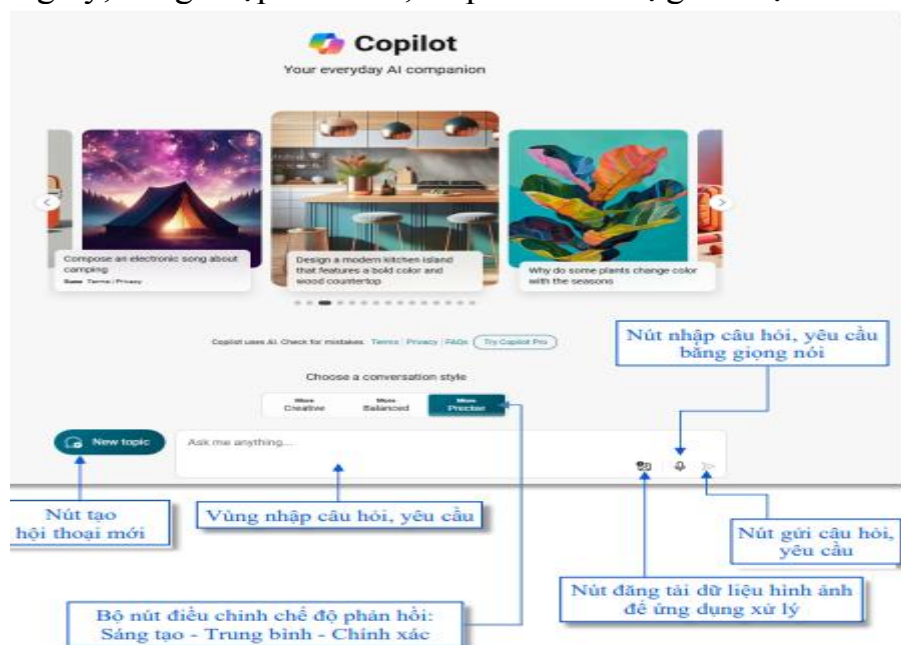 Copilot
Your everyday AI companion
Compose an electronic song about
camping
Suno Terms | Privacy
Design a modern kitchen island
that features a bold color and
wood countertop
Why do some plants change color
with the seasons
Copilot uses AI. Check for mistakes. Terms | Privacy | FAQs Try Copilot Pro
Nút nhập câu hỏi, yêu cầu
bằng giọng nói
Choose a conversation style
More
Creative
More
Balanced
More
Precise
New topic
Ask me anything...
Nút tạo
hội thoại mới
Vùng nhập câu hỏi, yêu cầu
Nút gửi câu hỏi,
yêu cầu
Nút đăng tải dữ liệu hình ảnh
để ứng dụng xử lý
Bộ nút điều chỉnh chế độ phản hồi:
Sáng tạo - Trung bình - Chính xác